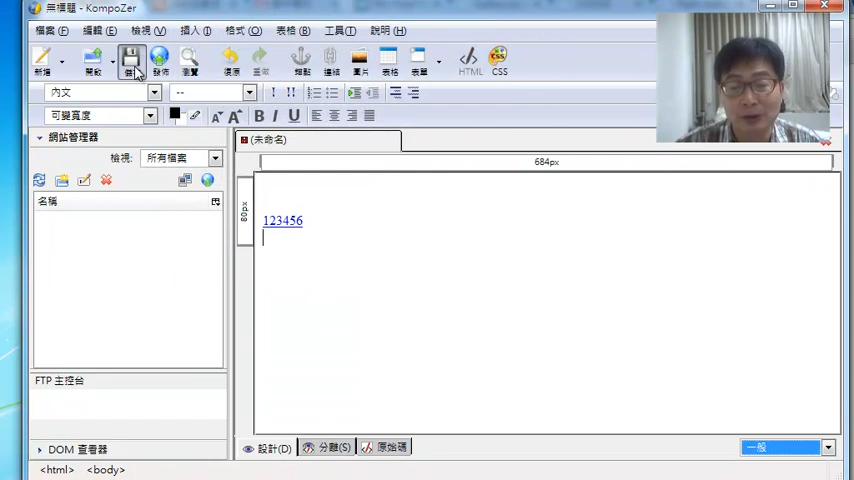 無標題 - KompoZer
檔案(F) 編輯(E) 檢視(V) 插入(I) 格式(O) 表格(B) 工具(T) 說明(H)
新增 開啟 發佈 瀏覽 復原 重做 錨點 連結 圖片 表格 表單 HTML CSS
內文 --
可變寬度 B I U
網站管理器 (未命名)
檢視: 所有檔案 684px
名稱
80px
123456
FTP 主控台
DOM 查看器 設計(D) 分離(S) 原始碼 一般
<html> <body>